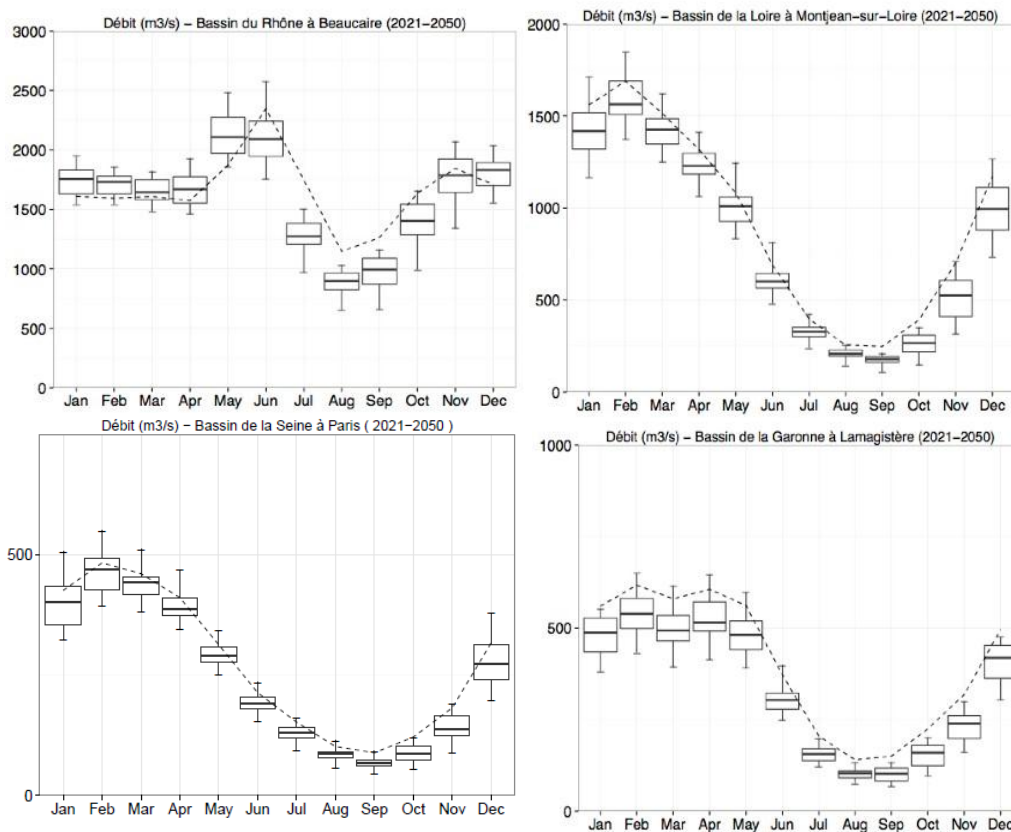 Débit (m3/s) – Bassin du Rhône à Beaucaire (2021–2050)
3000
2500
2000
1500
1000
500
0
Jan Feb Mar Apr May Jun Jul Aug Sep Oct Nov Dec
Débit (m3/s) – Bassin de la Loire à Montjean-sur-Loire (2021-2050)
2000
1500
1000
500
0
Jan Feb Mar Apr May Jun Jul Aug Sep Oct Nov Dec
Débit (m3/s) – Bassin de la Seine à Paris ( 2021–2050 )
500
0
Jan Feb Mar Apr May Jun Jul Aug Sep Oct Nov Dec
Débit (m3/s) – Bassin de la Garonne à Lamagistère (2021-2050)
1000
500
0
Jan Feb Mar Apr May Jun Jul Aug Sep Oct Nov Dec